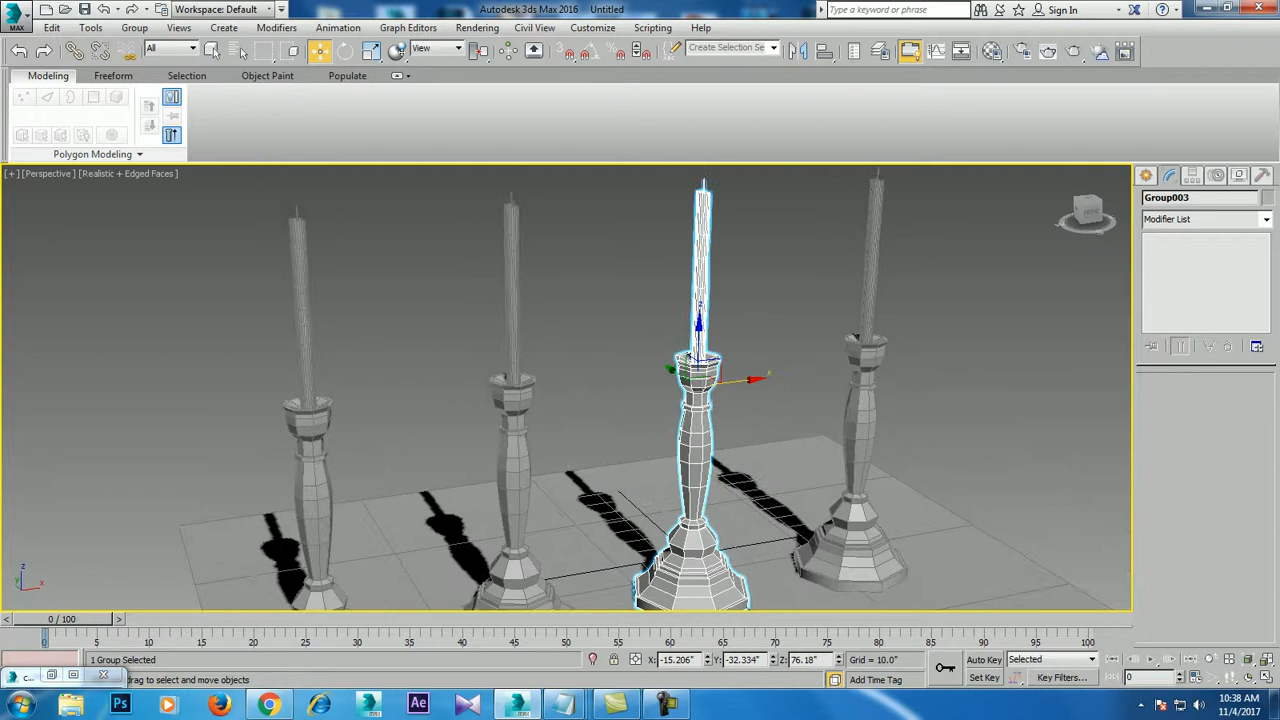 MAX
Workspace: Default
Autodesk 3ds Max 2016 Untitled
Type a keyword or phrase
Sign In
Edit Tools Group Views Create Modifiers Animation Graph Editors Rendering Civil View Customize Scripting Help
All
View
Create Selection Se
Modeling Freeform Selection Object Paint Populate
Polygon Modeling
[+] [Perspective] [Realistic + Edged Faces]
Group003
Modifier List
z
x
0 / 100
0 5 10 15 20 25 30 35 40 45 50 55 60 65 70 75 80 85 90 95 100
1 Group Selected
X: -15.206" Y: -32.334" Z: 76.18" Grid = 10.0"
Auto Key Selected
drag to select and move objects
Add Time Tag
Set Key Key Filters... 0
Ps
Ae
10:38 AM
11/4/2017